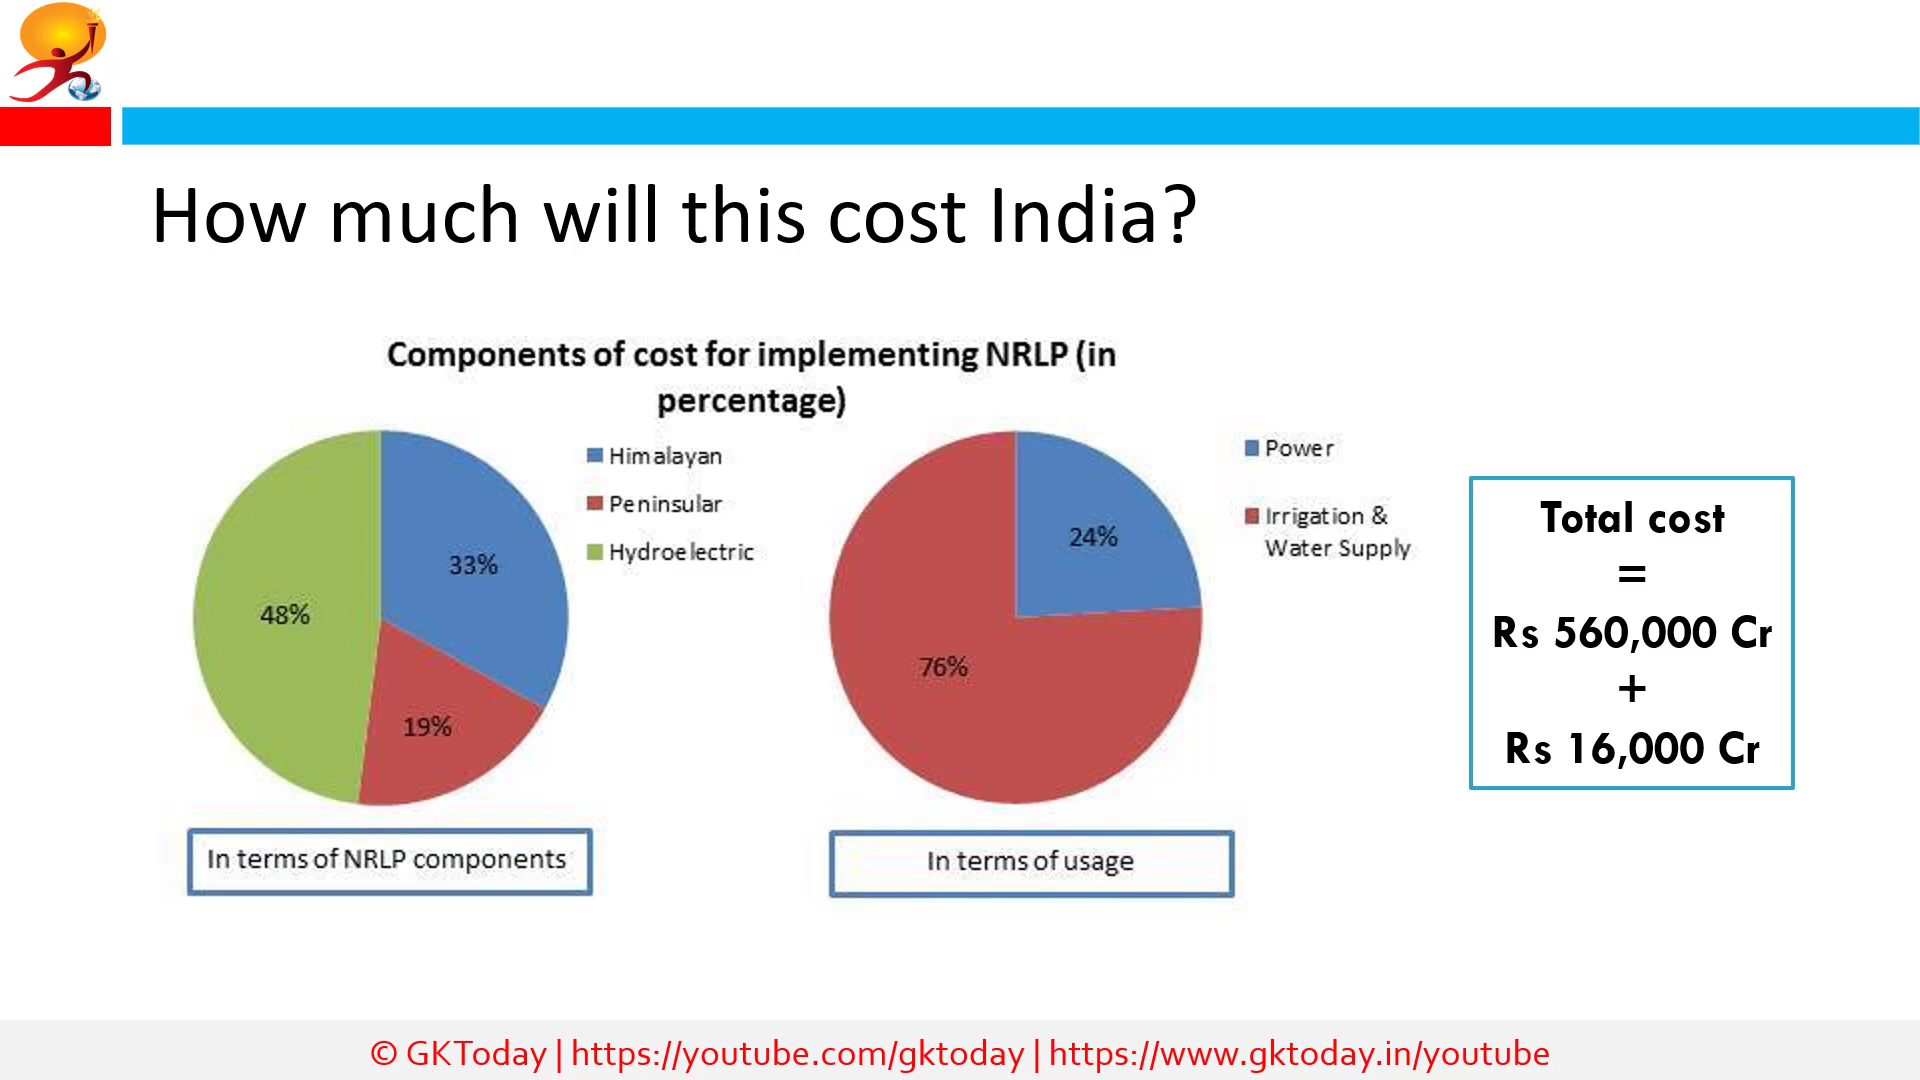 How much will this cost India?
Components of cost for implementing NRLP (in
percentage)
Himalayan
Peninsular
Hydroelectric
33%
48%
19%
In terms of NRLP components
Power
Irrigation &
Water Supply
24%
76%
In terms of usage
Total cost
=
Rs 560,000 Cr
+
Rs 16,000 Cr
© GKToday | https://youtube.com/gktoday | https://www.gktoday.in/youtube